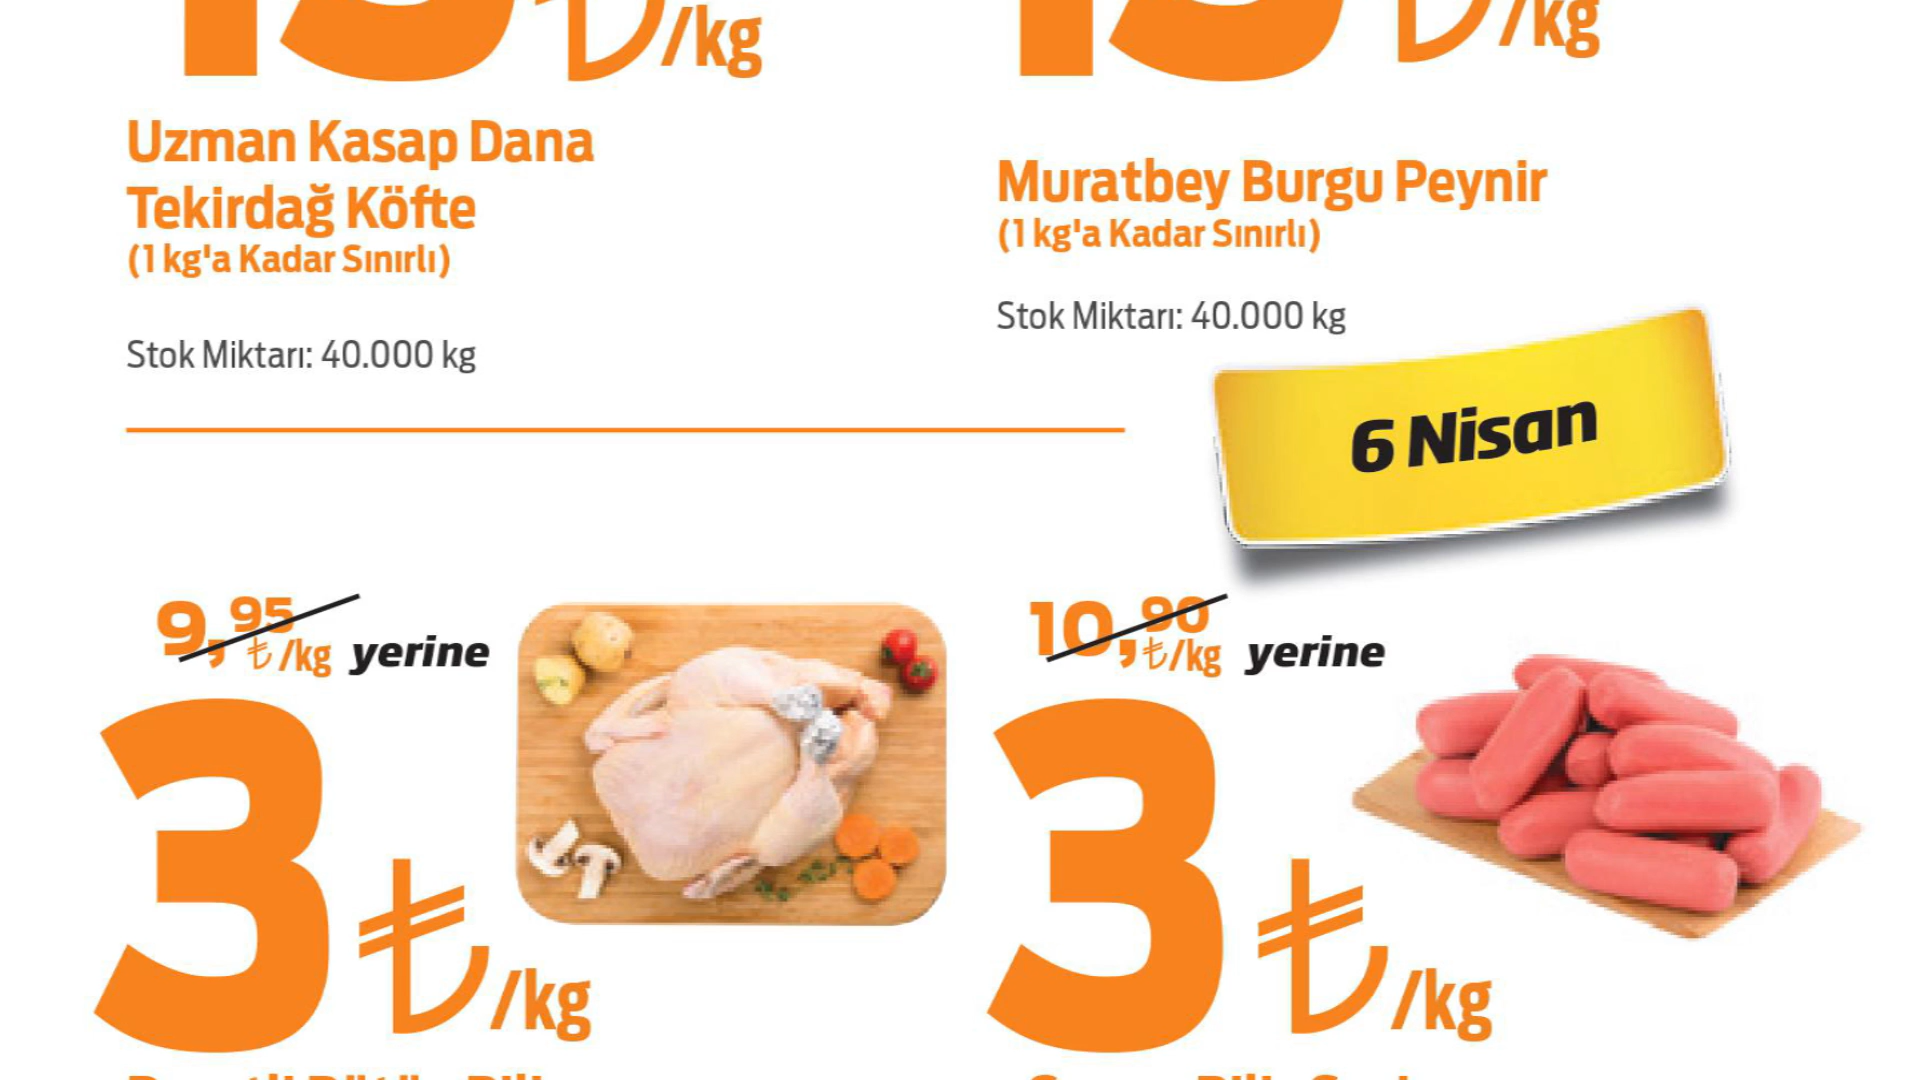 ₺/kg
₺/kg
Uzman Kasap Dana
Tekirdağ Köfte
(1 kg'a Kadar Sınırlı)
Stok Miktarı: 40.000 kg
Muratbey Burgu Peynir
(1 kg'a Kadar Sınırlı)
Stok Miktarı: 40.000 kg
6 Nisan
9,95 ₺/kg yerine
3 ₺/kg
10,90 ₺/kg yerine
3 ₺/kg